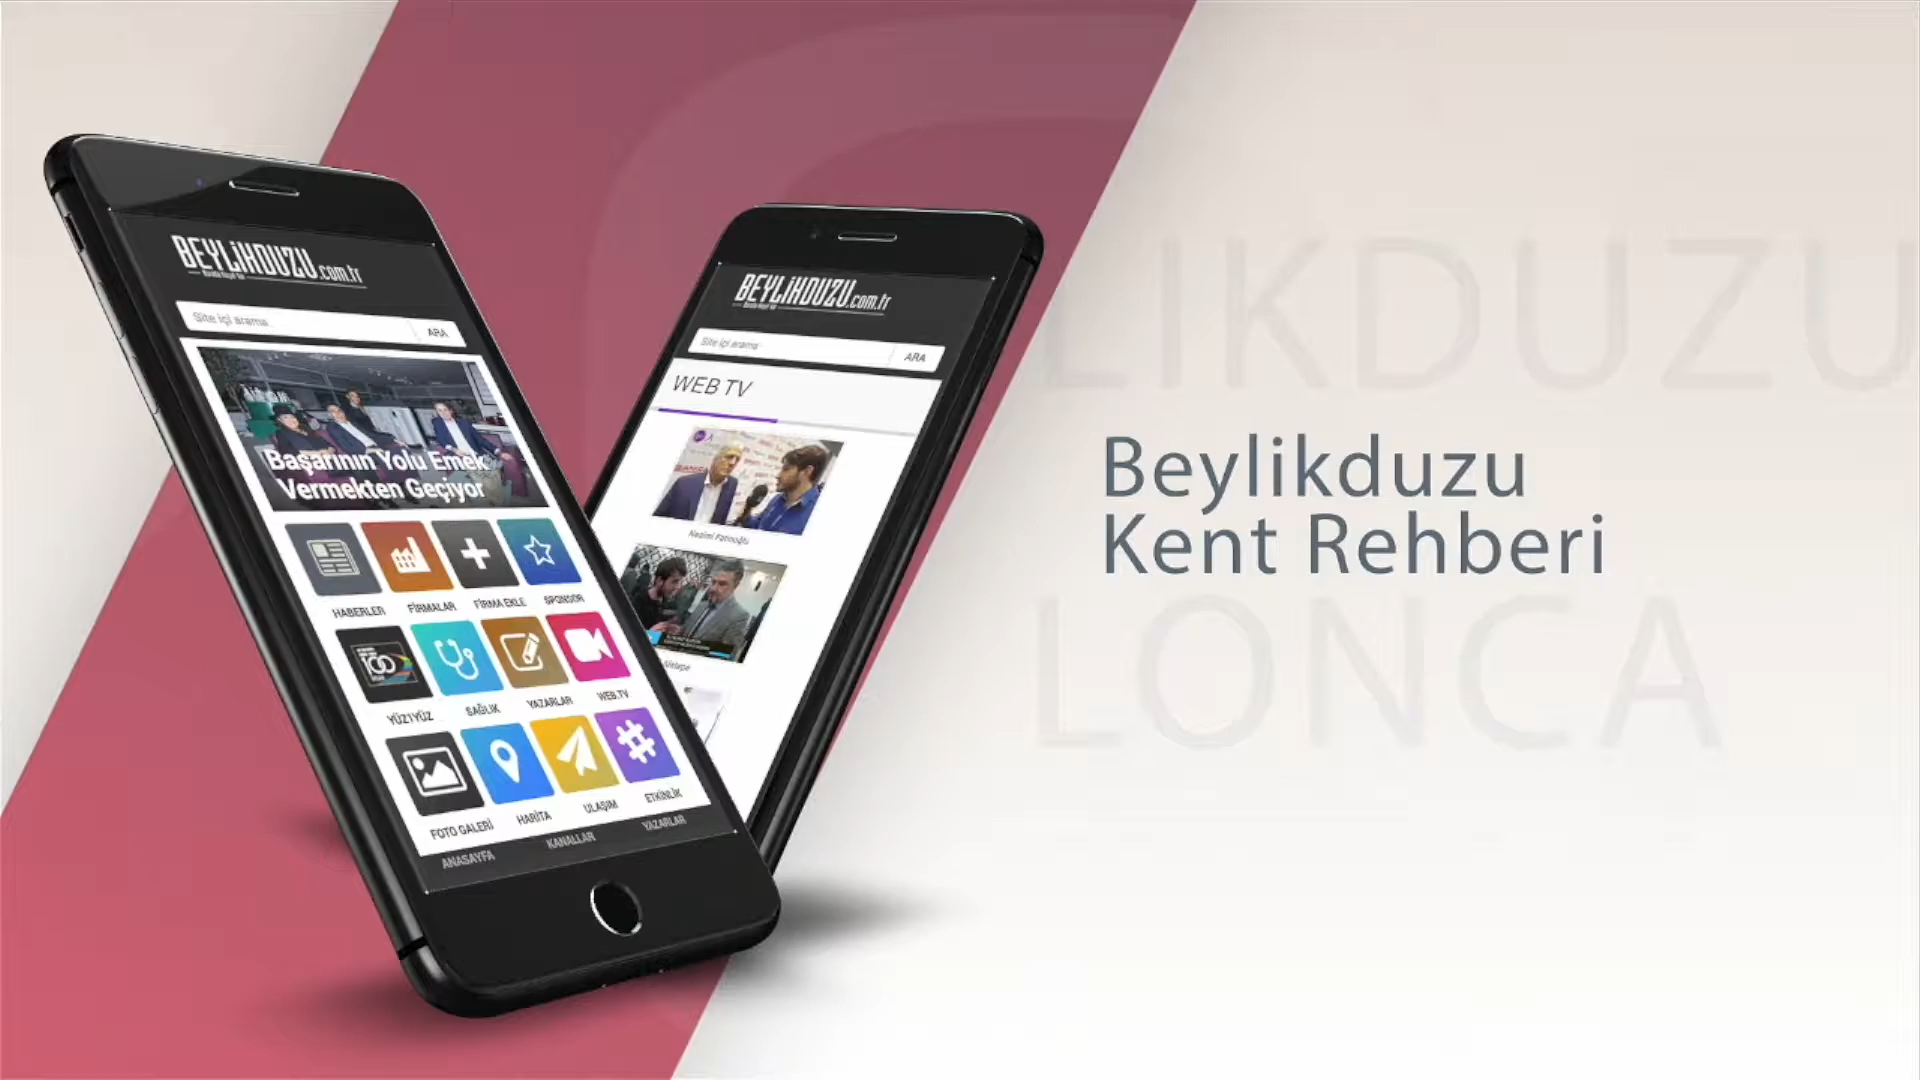 BEYLiKDUZU.com.tr
Site içi arama
ARA
Başarının Yolu Emek
Vermekten Geçiyor
HABERLER
FİRMALAR
FİRMA EKLE
SPONSOR
100
YÜZ1YÜZ
SAĞLIK
YAZARLAR
WEB.TV
FOTO GALERİ
HARİTA
ULAŞIM
ETKİNLİK
ANASAYFA
KANALLAR
YAZARLAR
BEYLiKDUZU.com.tr
Site içi arama
ARA
WEB TV
LIKDUZU
Beylikduzu
Kent Rehberi
LONCA